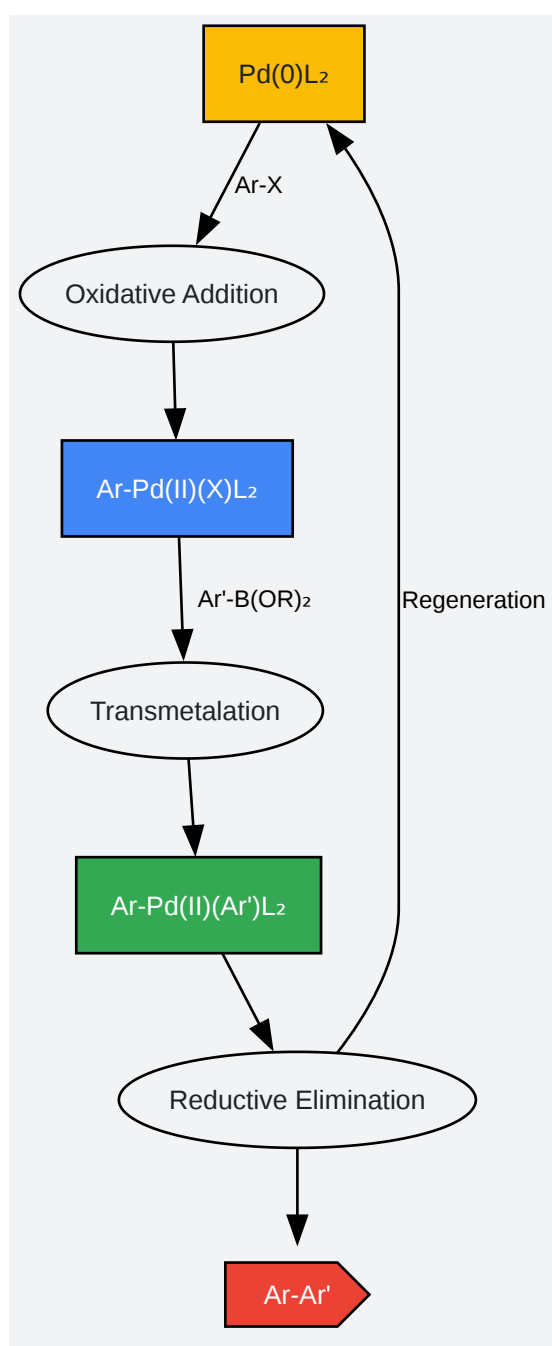 Pd(0)L₂
Ar-X
Oxidative Addition
Ar-Pd(II)(X)L₂
Ar'-B(OR)₂
Regeneration
Transmetalation
Ar-Pd(II)(Ar')L₂
Reductive Elimination
Ar-Ar'